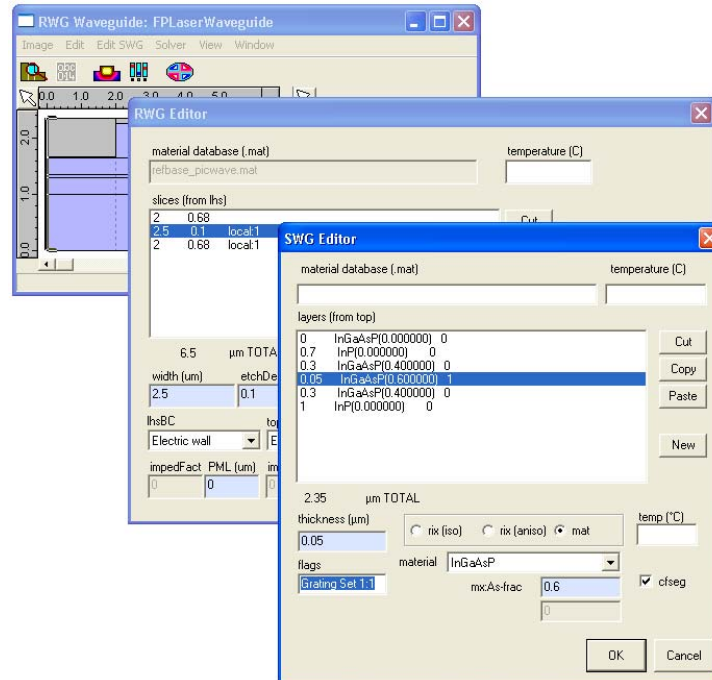 RWG Waveguide: FPLaserWaveguide
Image Edit Edit SWG Solver View Window
0.0 1.0 2.0 3.0 4.0 5.0
2.0
1.0
0.0
RWG Editor
material database (.mat)
temperature (C)
refbase_picwave.mat
slices (from lhs)
2 0.68
2.5 0.1 local:1
2 0.68 local:1
Cut
6.5 µm TOTA
width (um) etchDe
2.5 0.1
lhsBC to
Electric wall E
impedFact PML (um) im
0 0 0
SWG Editor
material database (.mat)
temperature (C)
layers (from top)
0 InGaAsP(0.000000) 0
0.7 InP(0.000000) 0
0.3 InGaAsP(0.400000) 0
0.05 InGaAsP(0.600000) 1
0.3 InGaAsP(0.400000) 0
1 InP(0.000000) 0
Cut
Copy
Paste
New
2.35 µm TOTAL
thickness (µm)
0.05
rix (iso) rix (aniso) mat
temp (°C)
flags
Grating Set 1:1
material InGaAsP
mx:As-frac 0.6
0
cfseg
OK Cancel